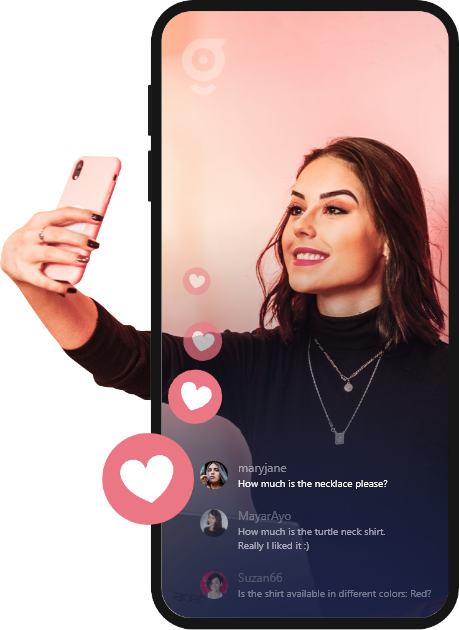 maryjane
How much is the necklace please?
MayarAyo
How much is the turtle neck shirt.
Really I liked it :)
Suzan66
Is the shirt available in different colors: Red?